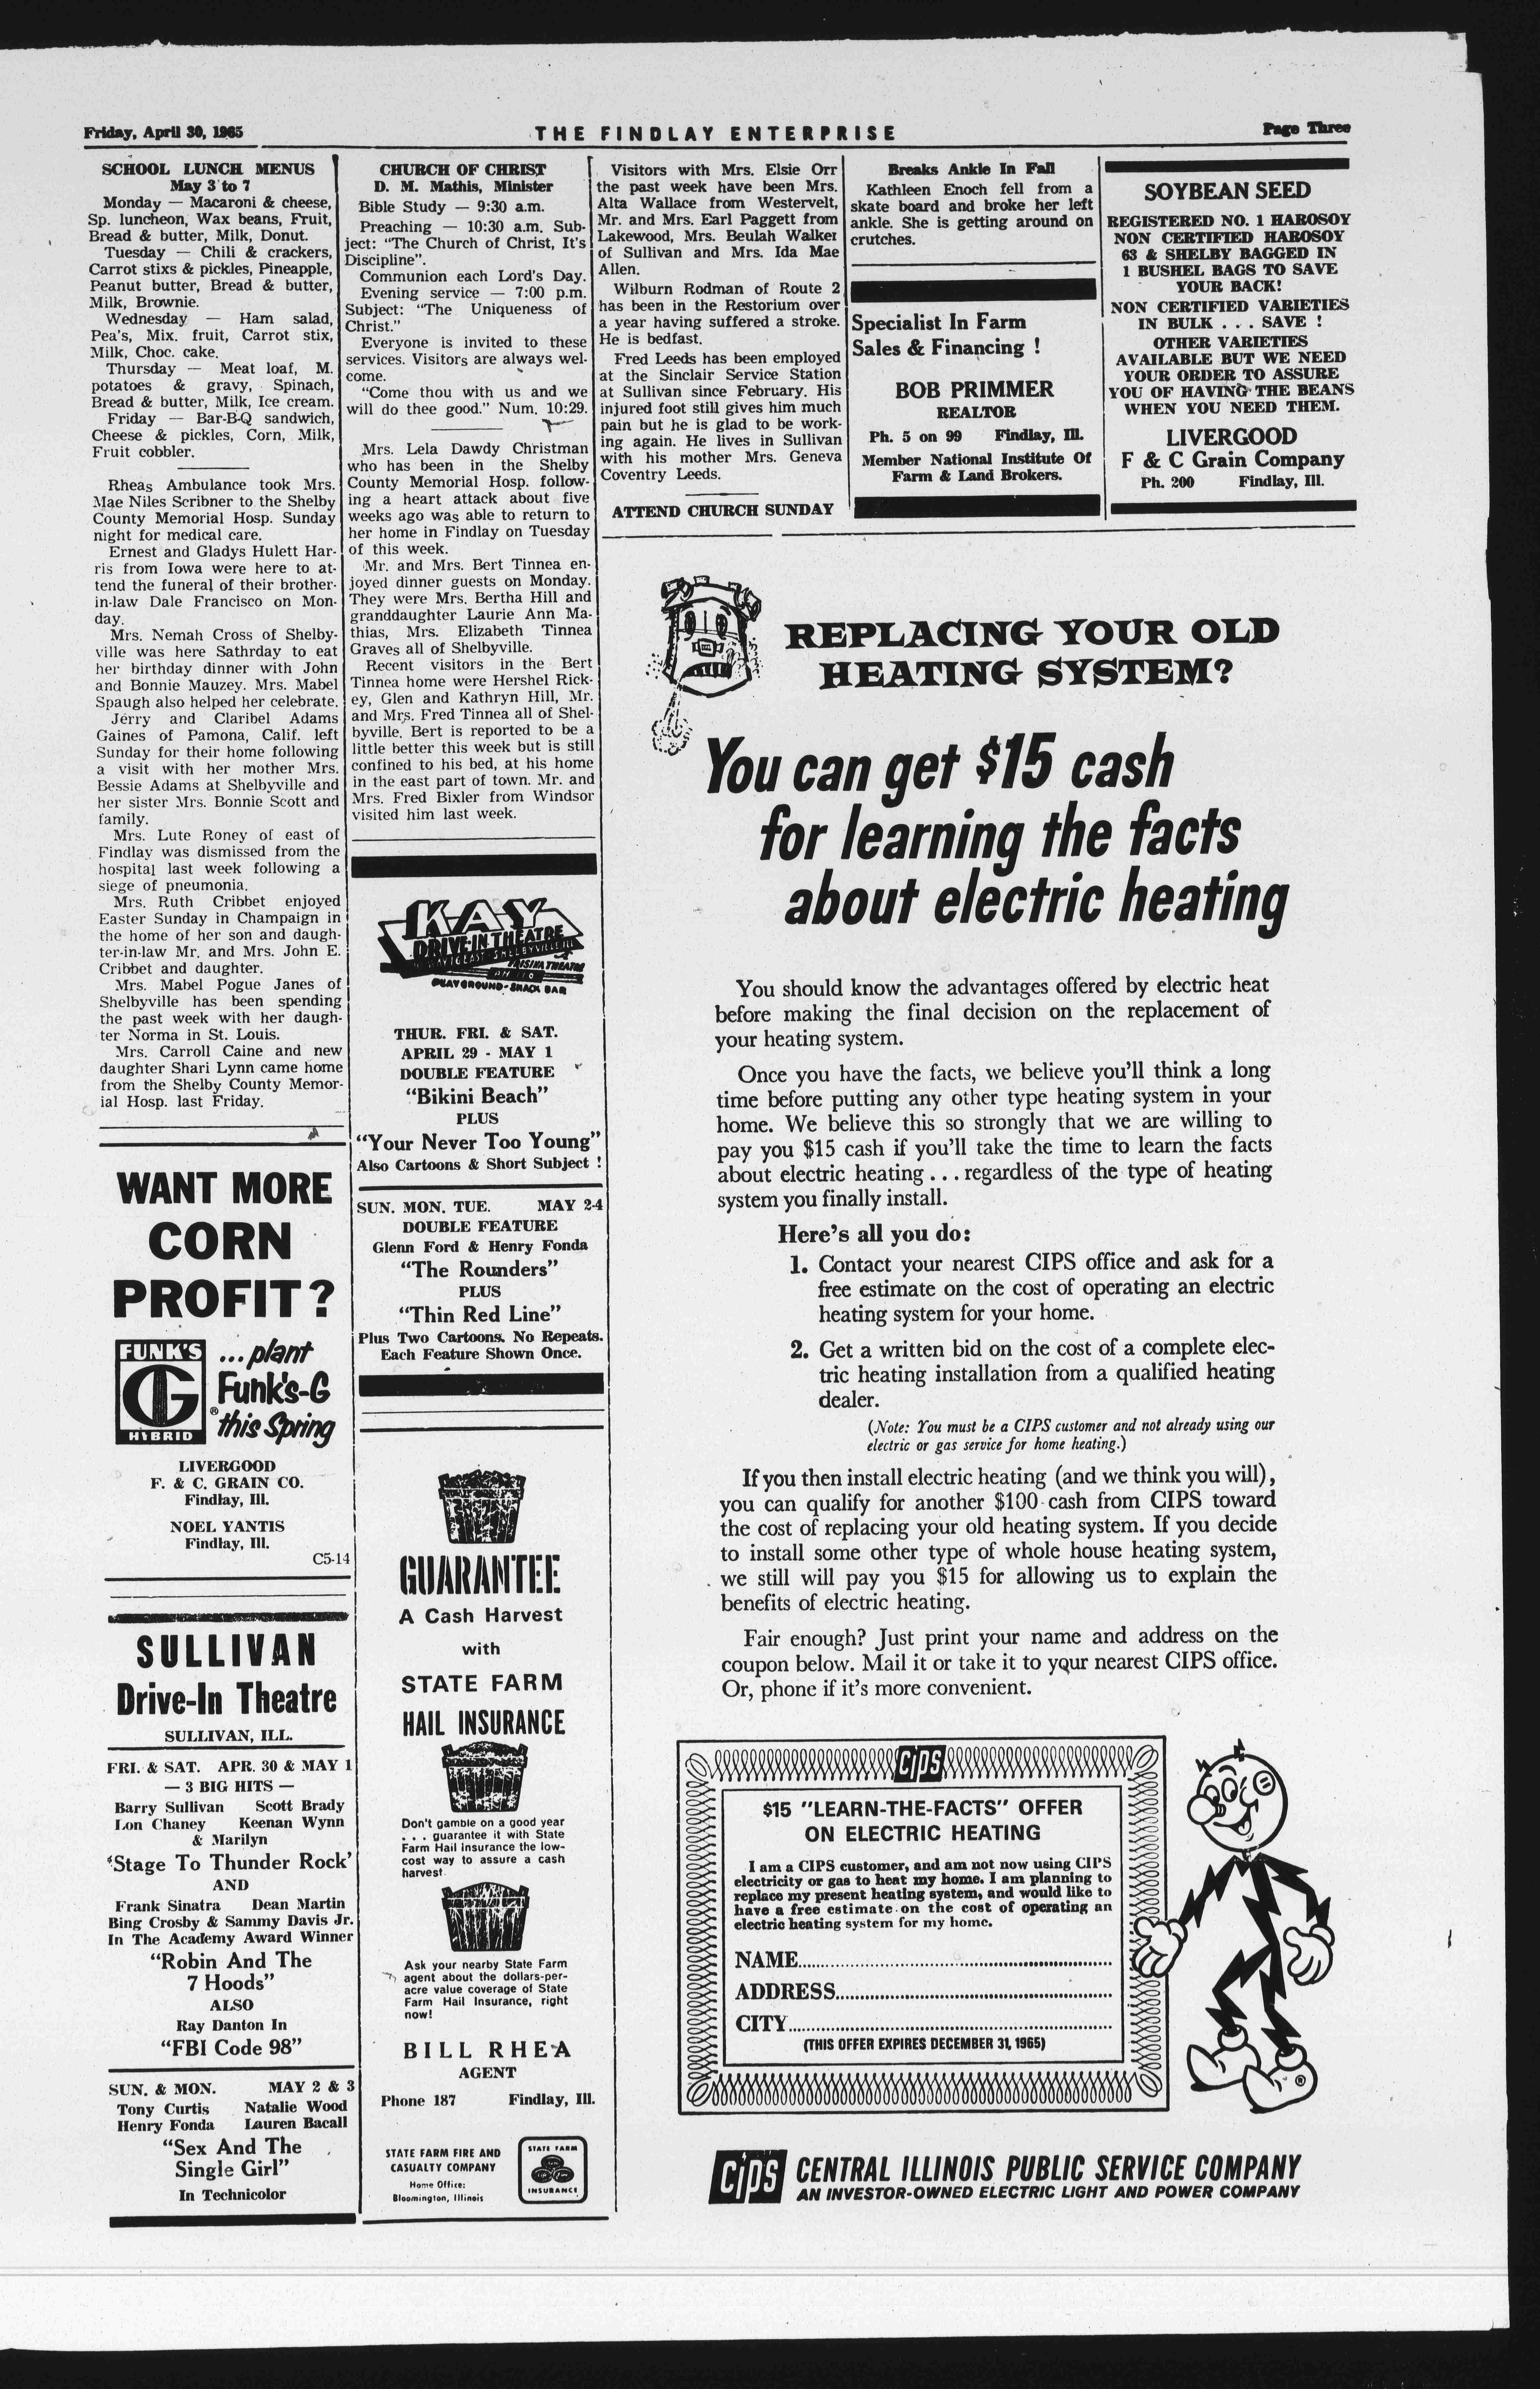 Friday, April 30, 1965
THE FINDLAY ENTERPRISE
Page Three
SCHOOL LUNCH MENUS
May 3 to 7
Monday — Macaroni & cheese,
Sp. luncheon, Wax beans, Fruit,
Bread & butter, Milk, Donut.
Tuesday — Chili & crackers,
Carrot stixs & pickles, Pineapple,
Peanut butter, Bread & butter,
Milk, Brownie.
Wednesday — Ham salad,
Pea's, Mix. fruit, Carrot stix,
Milk, Choc. cake.
Thursday — Meat loaf, M.
potatoes & gravy, Spinach,
Bread & butter, Milk, Ice cream.
Friday — Bar-B-Q sandwich,
Cheese & pickles, Corn, Milk,
Fruit cobbler.
Rheas Ambulance took Mrs.
Mae Niles Scribner to the Shelby
County Memorial Hosp. Sunday
night for medical care.
Ernest and Gladys Hulett Har-
ris from Iowa were here to at-
tend the funeral of their brother-
in-law Dale Francisco on Mon-
day.
Mrs. Nemah Cross of Shelby-
ville was here Sathrday to eat
her birthday dinner with John
and Bonnie Mauzey. Mrs. Mabel
Spaugh also helped her celebrate.
Jerry and Claribel Adams
Gaines of Pamona, Calif. left
Sunday for their home following
a visit with her mother Mrs.
Bessie Adams at Shelbyville and
her sister Mrs. Bonnie Scott and
family.
Mrs. Lute Roney of east of
Findlay was dismissed from the
hospital last week following a
siege of pneumonia.
Mrs. Ruth Cribbet enjoyed
Easter Sunday in Champaign in
the home of her son and daugh-
ter-in-law Mr. and Mrs. John E.
Cribbet and daughter.
Mrs. Mabel Pogue Janes of
Shelbyville has been spending
the past week with her daugh-
ter Norma in St. Louis.
Mrs. Carroll Caine and new
daughter Shari Lynn came home
from the Shelby County Memor-
ial Hosp. last Friday.
WANT MORE
CORN
PROFIT?
FUNK'S
G
HYBRID
...plant
Funk's-G
® this Spring
LIVERGOOD
F. & C. GRAIN CO.
Findlay, Ill.
NOEL YANTIS
Findlay, Ill.
C5-14
SULLIVAN
Drive-In Theatre
SULLIVAN, ILL.
FRI. & SAT. APR. 30 & MAY 1
— 3 BIG HITS —
Barry Sullivan Scott Brady
Lon Chaney Keenan Wynn
& Marilyn
'Stage To Thunder Rock'
AND
Frank Sinatra Dean Martin
Bing Crosby & Sammy Davis Jr.
In The Academy Award Winner
"Robin And The
7 Hoods"
ALSO
Ray Danton In
"FBI Code 98"
SUN. & MON. MAY 2 & 3
Tony Curtis Natalie Wood
Henry Fonda Lauren Bacall
"Sex And The
Single Girl"
In Technicolor
CHURCH OF CHRIST
D. M. Mathis, Minister
Bible Study — 9:30 a.m.
Preaching — 10:30 a.m. Sub-
ject: "The Church of Christ, It's
Discipline".
Communion each Lord's Day.
Evening service — 7:00 p.m.
Subject: "The Uniqueness of
Christ."
Everyone is invited to these
services. Visitors are always wel-
come.
"Come thou with us and we
will do thee good." Num. 10:29.
Mrs. Lela Dawdy Christman
who has been in the Shelby
County Memorial Hosp. follow-
ing a heart attack about five
weeks ago was able to return to
her home in Findlay on Tuesday
of this week.
Mr. and Mrs. Bert Tinnea en-
joyed dinner guests on Monday.
They were Mrs. Bertha Hill and
granddaughter Laurie Ann Ma-
thias, Mrs. Elizabeth Tinnea
Graves all of Shelbyville.
Recent visitors in the Bert
Tinnea home were Hershel Rick-
ey, Glen and Kathryn Hill, Mr.
and Mrs. Fred Tinnea all of Shel-
byville. Bert is reported to be a
little better this week but is still
confined to his bed, at his home
in the east part of town. Mr. and
Mrs. Fred Bixler from Windsor
visited him last week.
KAY
DRIVE-IN THEATRE
FRISINA THEATRE
PLAYGROUND-SNACK BAR
THUR. FRI. & SAT.
APRIL 29 - MAY 1
DOUBLE FEATURE
"Bikini Beach"
PLUS
"Your Never Too Young"
Also Cartoons & Short Subject !
SUN. MON. TUE. MAY 2-4
DOUBLE FEATURE
Glenn Ford & Henry Fonda
"The Rounders"
PLUS
"Thin Red Line"
Plus Two Cartoons. No Repeats.
Each Feature Shown Once.
GUARANTEE
A Cash Harvest
with
STATE FARM
HAIL INSURANCE
Don't gamble on a good year
. . . guarantee it with State
Farm Hail insurance the low-
cost way to assure a cash
harvest.
Ask your nearby State Farm
agent about the dollars-per-
acre value coverage of State
Farm Hail Insurance, right
now!
BILL RHEA
AGENT
Phone 187 Findlay, Ill.
STATE FARM FIRE AND
CASUALTY COMPANY
Home Office:
Bloomington, Illinois
STATE FARM
INSURANCE
Visitors with Mrs. Elsie Orr
the past week have been Mrs.
Alta Wallace from Westervelt,
Mr. and Mrs. Earl Paggett from
Lakewood, Mrs. Beulah Walker
of Sullivan and Mrs. Ida Mae
Allen.
Wilburn Rodman of Route 2
has been in the Restorium over
a year having suffered a stroke.
He is bedfast.
Fred Leeds has been employed
at the Sinclair Service Station
at Sullivan since February. His
injured foot still gives him much
pain but he is glad to be work-
ing again. He lives in Sullivan
with his mother Mrs. Geneva
Coventry Leeds.
ATTEND CHURCH SUNDAY
Breaks Ankle In Fall
Kathleen Enoch fell from a
skate board and broke her left
ankle. She is getting around on
crutches.
Specialist In Farm
Sales & Financing !
BOB PRIMMER
REALTOR
Ph. 5 on 99 Findlay, Ill.
Member National Institute Of
Farm & Land Brokers.
SOYBEAN SEED
REGISTERED NO. 1 HAROSOY
NON CERTIFIED HAROSOY
63 & SHELBY BAGGED IN
1 BUSHEL BAGS TO SAVE
YOUR BACK!
NON CERTIFIED VARIETIES
IN BULK . . . SAVE !
OTHER VARIETIES
AVAILABLE BUT WE NEED
YOUR ORDER TO ASSURE
YOU OF HAVING THE BEANS
WHEN YOU NEED THEM.
LIVERGOOD
F & C Grain Company
Ph. 200 Findlay, Ill.
REPLACING YOUR OLD
HEATING SYSTEM?
You can get $15 cash
for learning the facts
about electric heating
You should know the advantages offered by electric heat
before making the final decision on the replacement of
your heating system.
Once you have the facts, we believe you'll think a long
time before putting any other type heating system in your
home. We believe this so strongly that we are willing to
pay you $15 cash if you'll take the time to learn the facts
about electric heating ... regardless of the type of heating
system you finally install.
Here's all you do:
1. Contact your nearest CIPS office and ask for a
free estimate on the cost of operating an electric
heating system for your home.
2. Get a written bid on the cost of a complete elec-
tric heating installation from a qualified heating
dealer.
(Note: You must be a CIPS customer and not already using our
electric or gas service for home heating.)
If you then install electric heating (and we think you will),
you can qualify for another $100 cash from CIPS toward
the cost of replacing your old heating system. If you decide
to install some other type of whole house heating system,
we still will pay you $15 for allowing us to explain the
benefits of electric heating.
Fair enough? Just print your name and address on the
coupon below. Mail it or take it to your nearest CIPS office.
Or, phone if it's more convenient.
CIPS
$15 "LEARN-THE-FACTS" OFFER
ON ELECTRIC HEATING
I am a CIPS customer, and am not now using CIPS
electricity or gas to heat my home. I am planning to
replace my present heating system, and would like to
have a free estimate on the cost of operating an
electric heating system for my home.
NAME
ADDRESS
CITY
(THIS OFFER EXPIRES DECEMBER 31, 1965)
®
CIPS
CENTRAL ILLINOIS PUBLIC SERVICE COMPANY
AN INVESTOR-OWNED ELECTRIC LIGHT AND POWER COMPANY